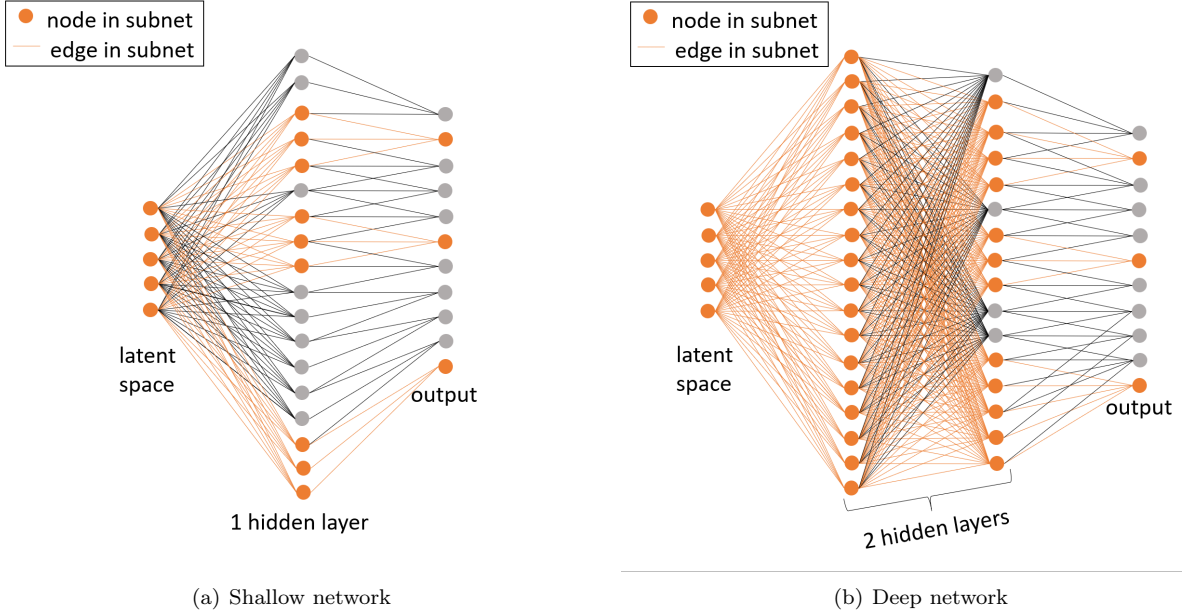 node in subnet
edge in subnet
latent
space
output
1 hidden layer
(a) Shallow network
node in subnet
edge in subnet
latent
space
output
2 hidden layers
(b) Deep network